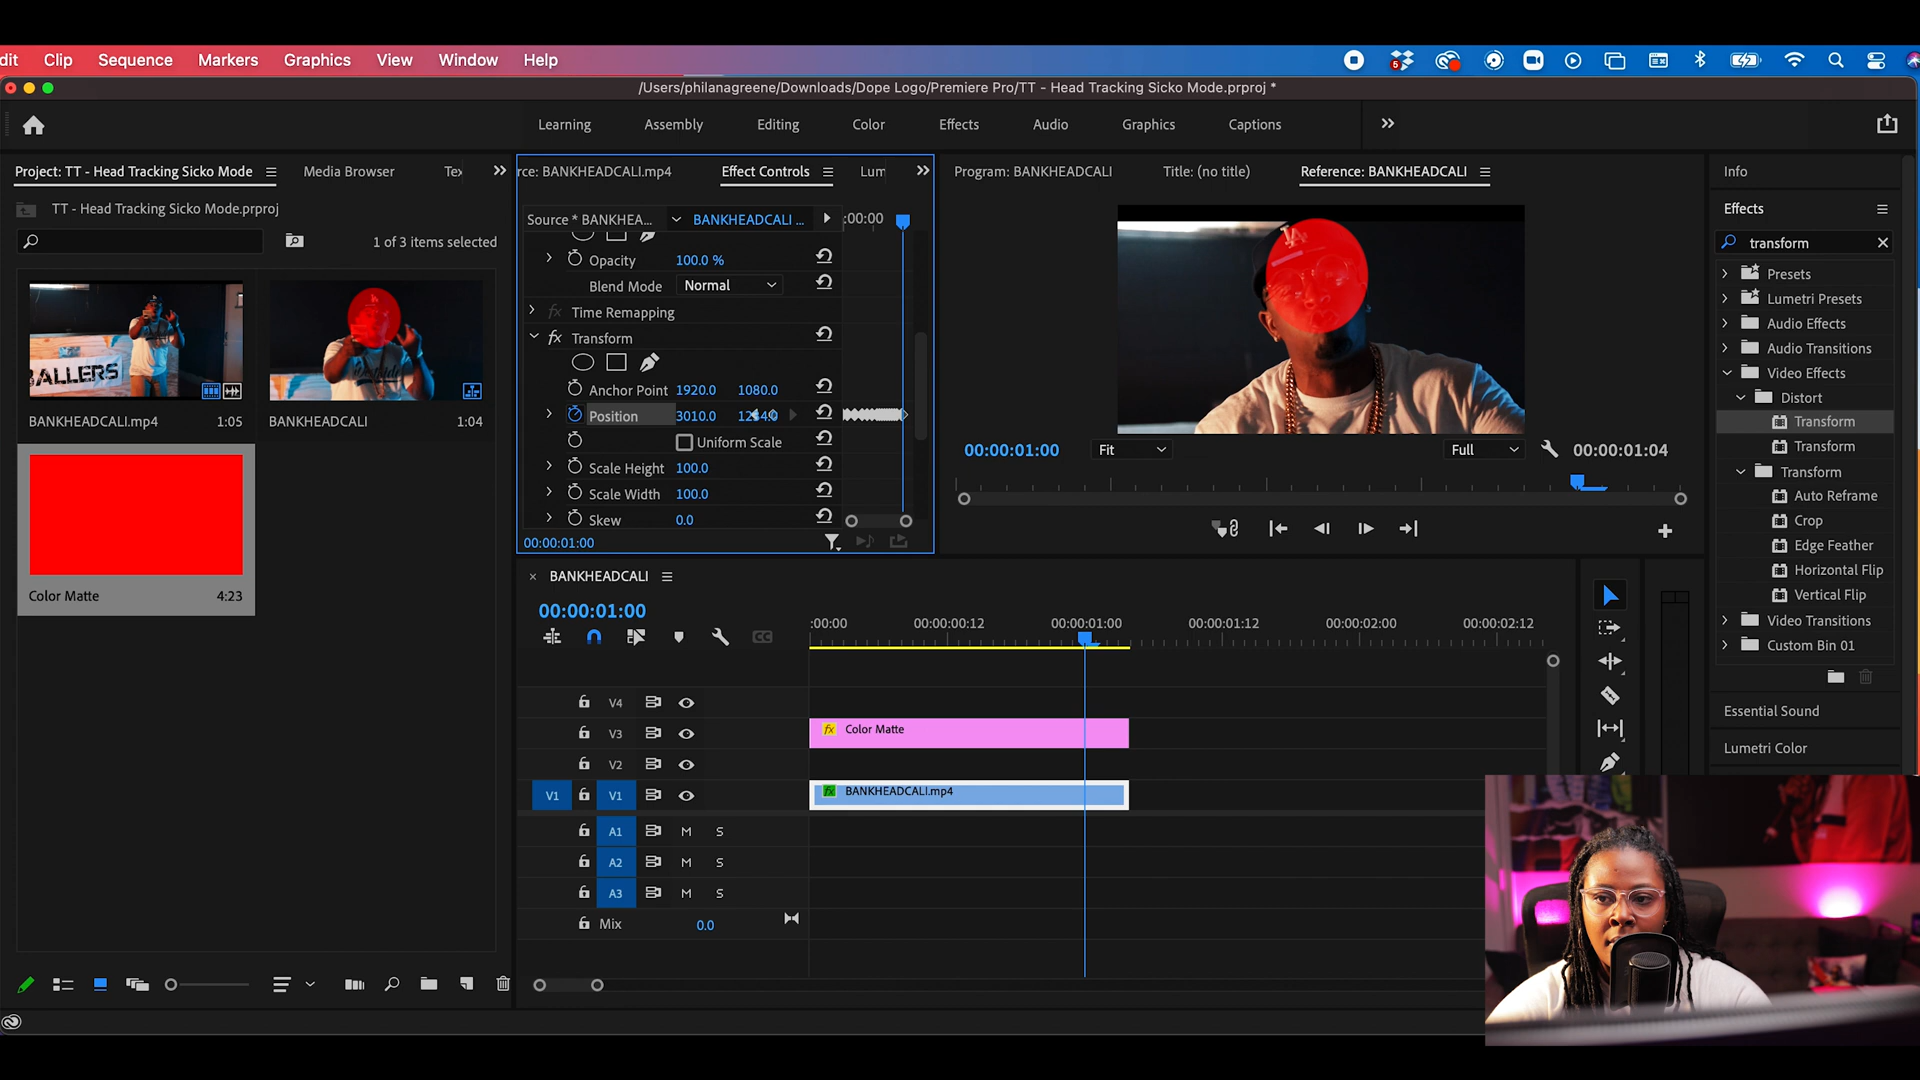 dit Clip Sequence Markers Graphics View Window Help
5
/Users/philanagreene/Downloads/Dope Logo/Premiere Pro/TT - Head Tracking Sicko Mode.prproj *
Learning Assembly Editing Color Effects Audio Graphics Captions
Project: TT - Head Tracking Sicko Mode Media Browser Tex
TT - Head Tracking Sicko Mode.prproj
1 of 3 items selected
ALLERS
BANKHEADCALI.mp4 1:05
BANKHEADCALI 1:04
Color Matte 4:23
rce: BANKHEADCALI.mp4 Effect Controls Lum
Source * BANKHEA... BANKHEADCALI ... :00:00
Opacity 100.0 %
Blend Mode Normal
fx Time Remapping
fx Transform
Anchor Point 1920.0 1080.0
Position 3010.0
Uniform Scale
Scale Height 100.0
Scale Width 100.0
Skew 0.0
00:00:01:00
Program: BANKHEADCALI Title: (no title) Reference: BANKHEADCALI
00:00:01:00 Fit Full 00:00:01:04
Info
Effects
transform
Presets
Lumetri Presets
Audio Effects
Audio Transitions
Video Effects
Distort
Transform
Transform
Transform
Auto Reframe
Crop
Edge Feather
Horizontal Flip
Vertical Flip
Video Transitions
Custom Bin 01
Essential Sound
Lumetri Color
× BANKHEADCALI
00:00:01:00
:00:00 00:00:00:12 00:00:01:00 00:00:01:12 00:00:02:00 00:00:02:12
V4
V3 fx Color Matte
V2
V1 V1 fx BANKHEADCALI.mp4
A1 M S
A2 M S
A3 M S
Mix 0.0